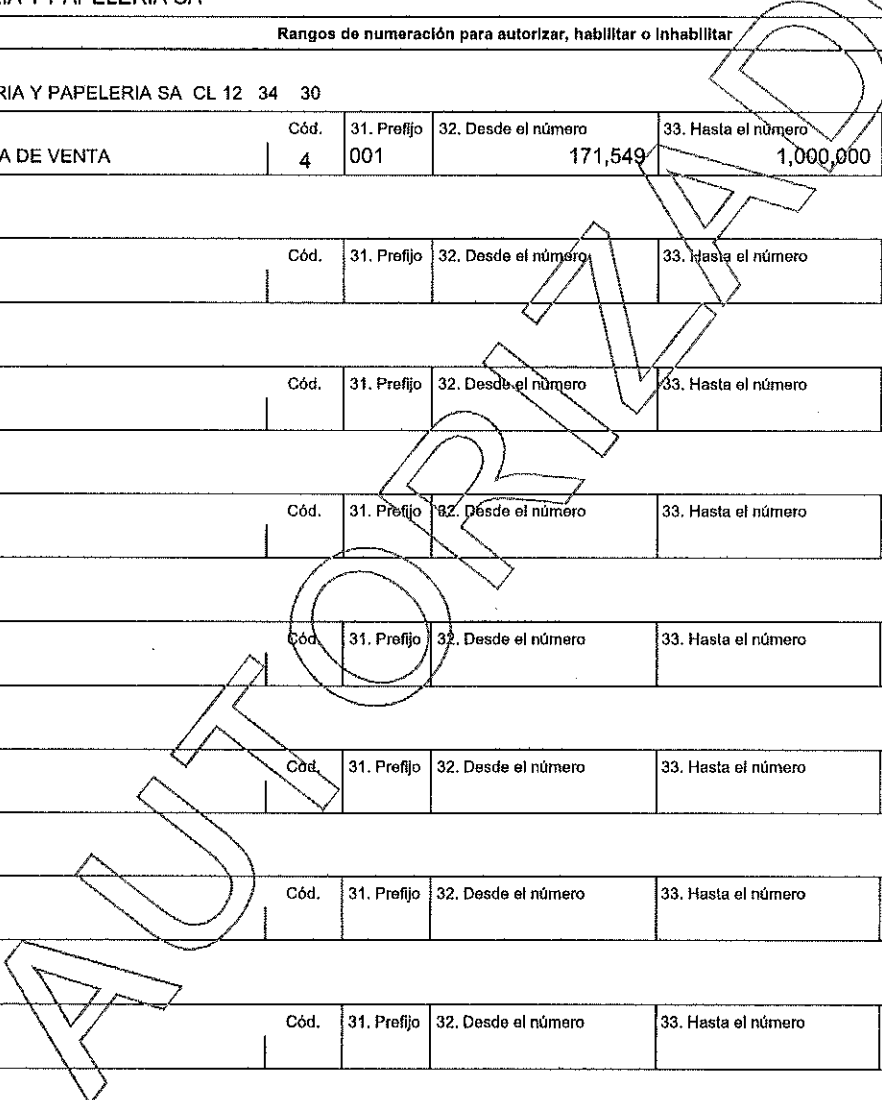 Y PAPELERIA SA
Rangos de numeración para autorizar, habilitar o inhabilitar
RIA Y PAPELERIA SA CL 12 34 30
Cód. 31. Prefijo 32. Desde el número 33. Hasta el número
A DE VENTA 4 001 171,549 1,000,000
Cód. 31. Prefijo 32. Desde el número 33. Hasta el número
Cód. 31. Prefijo 32. Desde el número 33. Hasta el número
Cód. 31. Prefijo 32. Desde el número 33. Hasta el número
Cód. 31. Prefijo 32. Desde el número 33. Hasta el número
Cód. 31. Prefijo 32. Desde el número 33. Hasta el número
Cód. 31. Prefijo 32. Desde el número 33. Hasta el número
Cód. 31. Prefijo 32. Desde el número 33. Hasta el número
AUTORIZAD